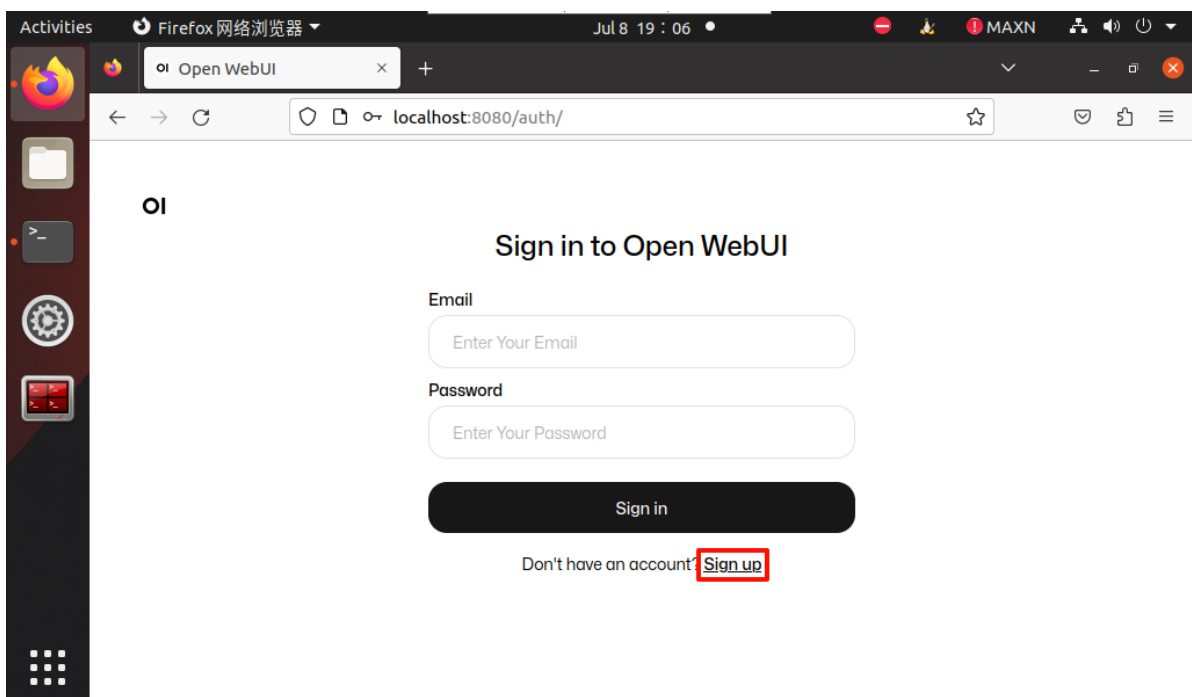 Activities Firefox 网络浏览器 Jul 8 19：06 MAXN
OI Open WebUI
localhost:8080/auth/
OI
Sign in to Open WebUI
Email
Enter Your Email
Password
Enter Your Password
Sign in
Don't have an account? Sign up